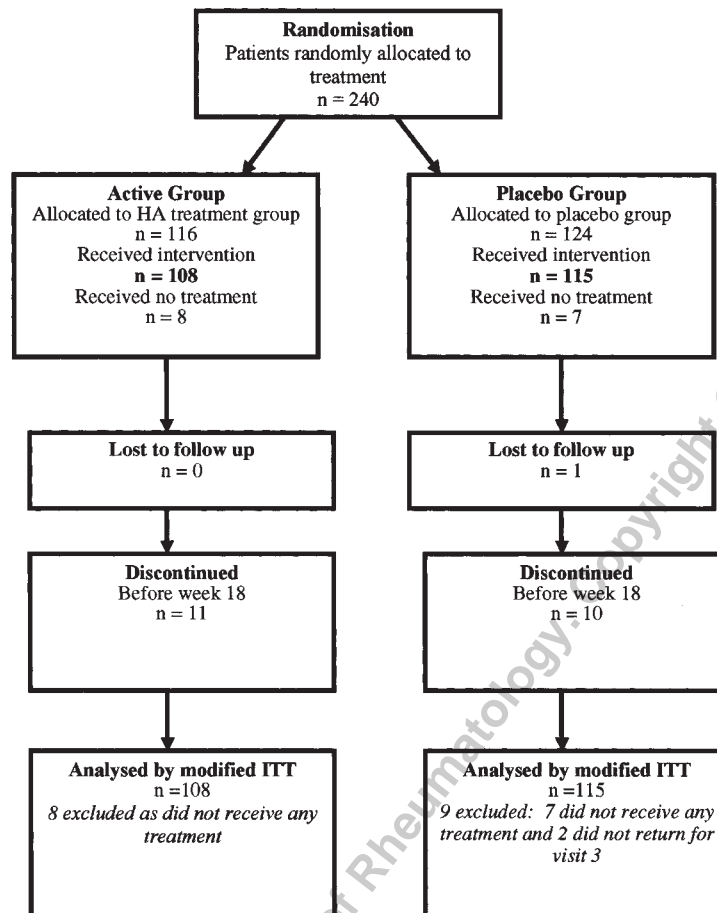 Randomisation
Patients randomly allocated to
treatment
n = 240
Active Group
Allocated to HA treatment group
n = 116
Received intervention
n = 108
Received no treatment
n = 8
Placebo Group
Allocated to placebo group
n = 124
Received intervention
n = 115
Received no treatment
n = 7
Lost to follow up
n = 0
Lost to follow up
n = 1
Discontinued
Before week 18
n = 11
Discontinued
Before week 18
n = 10
Analysed by modified ITT
n =108
8 excluded as did not receive any
treatment
Analysed by modified ITT
n =115
9 excluded: 7 did not receive any
treatment and 2 did not return for
visit 3
of Rheumatology. Copyright